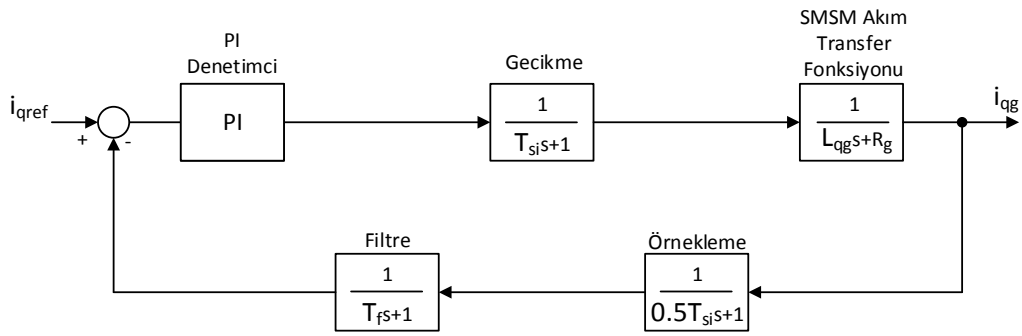 SMSM Akım
Transfer
Fonksiyonu
PI
Denetimci
Gecikme
i_qref
+
-
PI
1
T_si s+1
1
L_qg s+R_g
i_qg
Filtre
Örnekleme
1
T_f s+1
1
0.5T_si s+1